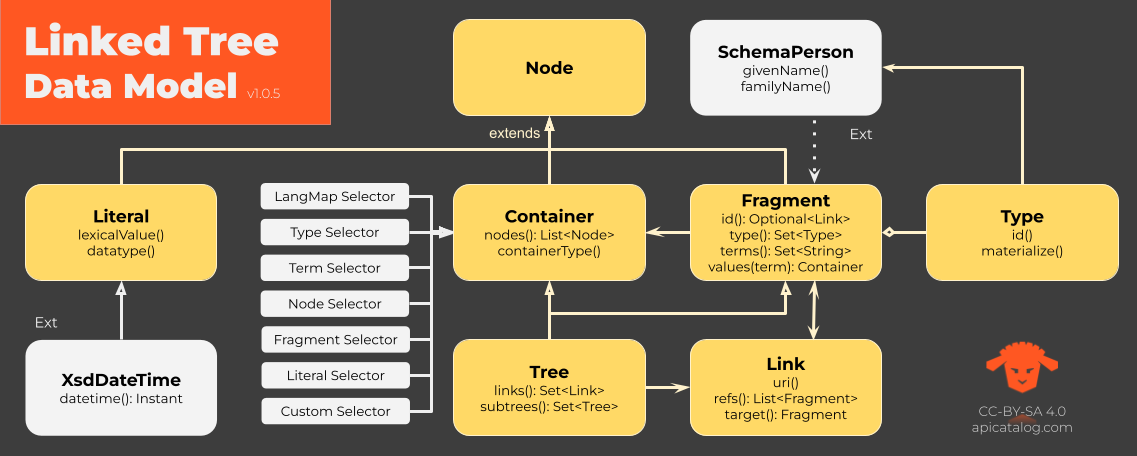 Linked Tree
Data Model v1.0.5
Node
SchemaPerson
givenName()
familyName()
extends
Ext
Literal
lexicalValue()
datatype()
LangMap Selector
Type Selector
Term Selector
Node Selector
Fragment Selector
Literal Selector
Custom Selector
Container
nodes(): List<Node>
containerType()
Fragment
id(): Optional<Link>
type(): Set<Type>
terms(): Set<String>
values(term): Container
Type
id()
materialize()
Ext
XsdDateTime
datetime(): Instant
Tree
links(): Set<Link>
subtrees(): Set<Tree>
Link
uri()
refs(): List<Fragment>
target(): Fragment
CC-BY-SA 4.0
apicatalog.com